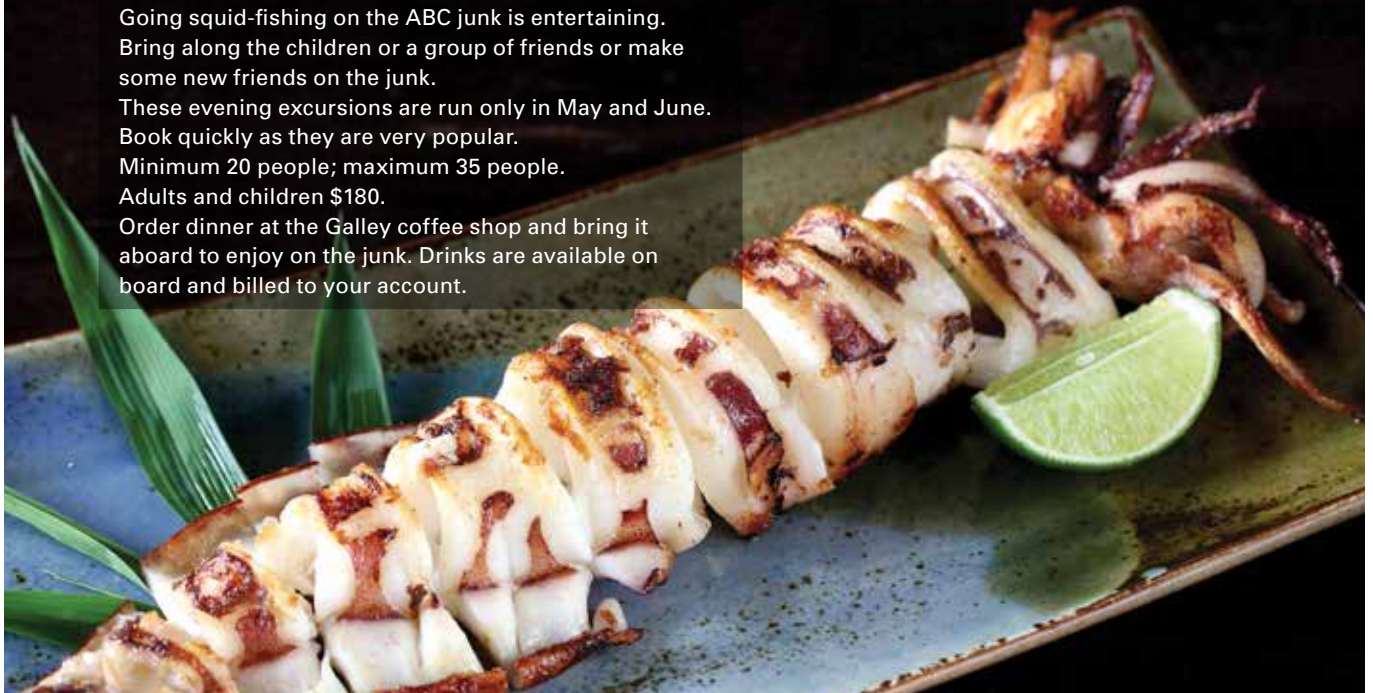 Going squid-fishing on the ABC junk is entertaining.
Bring along the children or a group of friends or make
some new friends on the junk.
These evening excursions are run only in May and June.
Book quickly as they are very popular.
Minimum 20 people; maximum 35 people.
Adults and children $180.
Order dinner at the Galley coffee shop and bring it
aboard to enjoy on the junk. Drinks are available on
board and billed to your account.